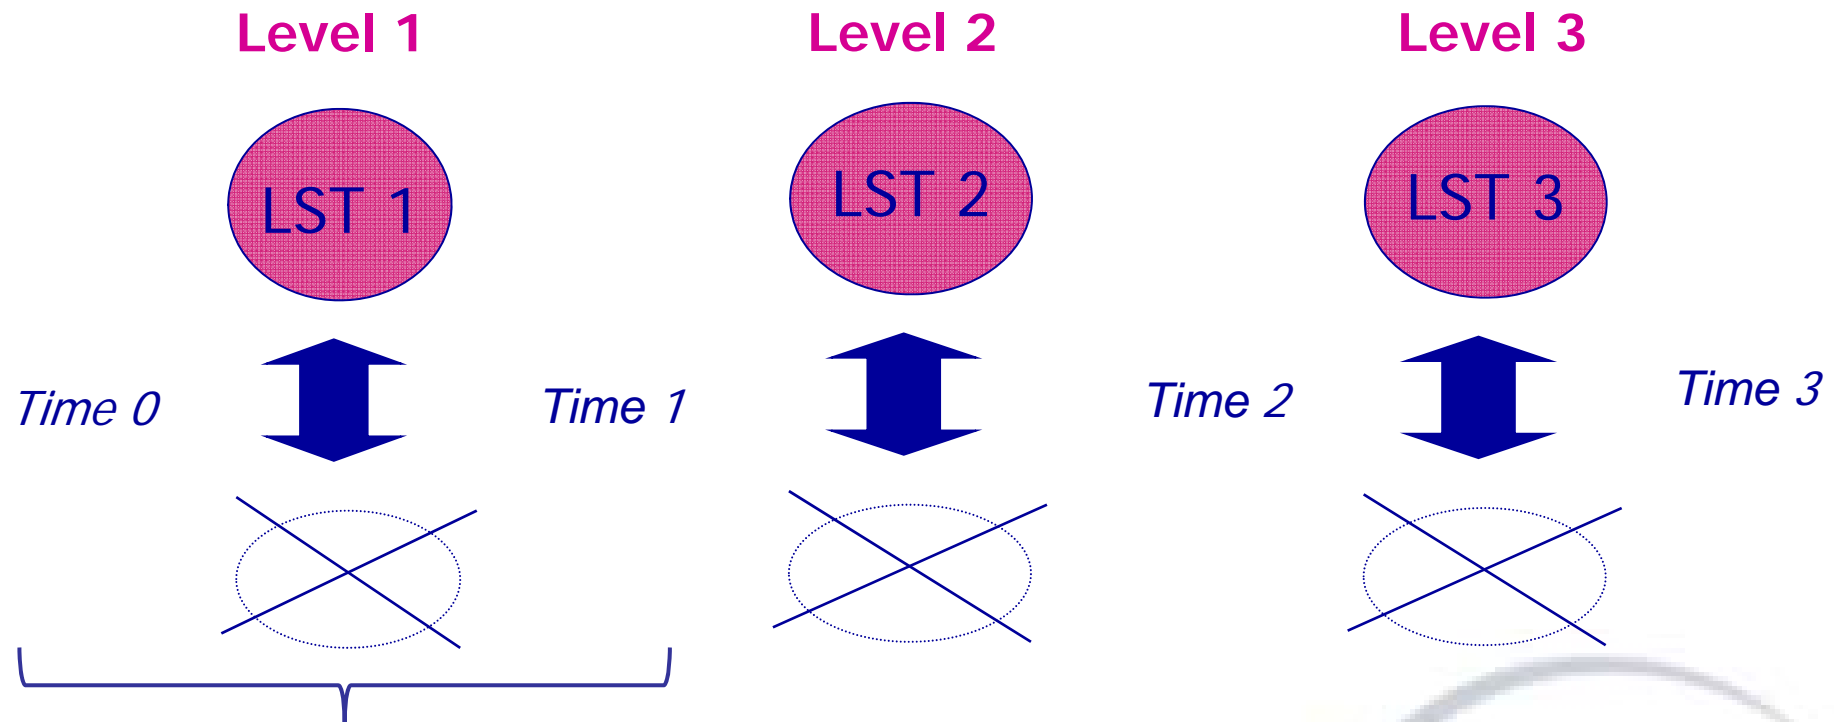 Level 1
Level 2
Level 3
LST 1
LST 2
LST 3
Time 0
Time 1
Time 2
Time 3